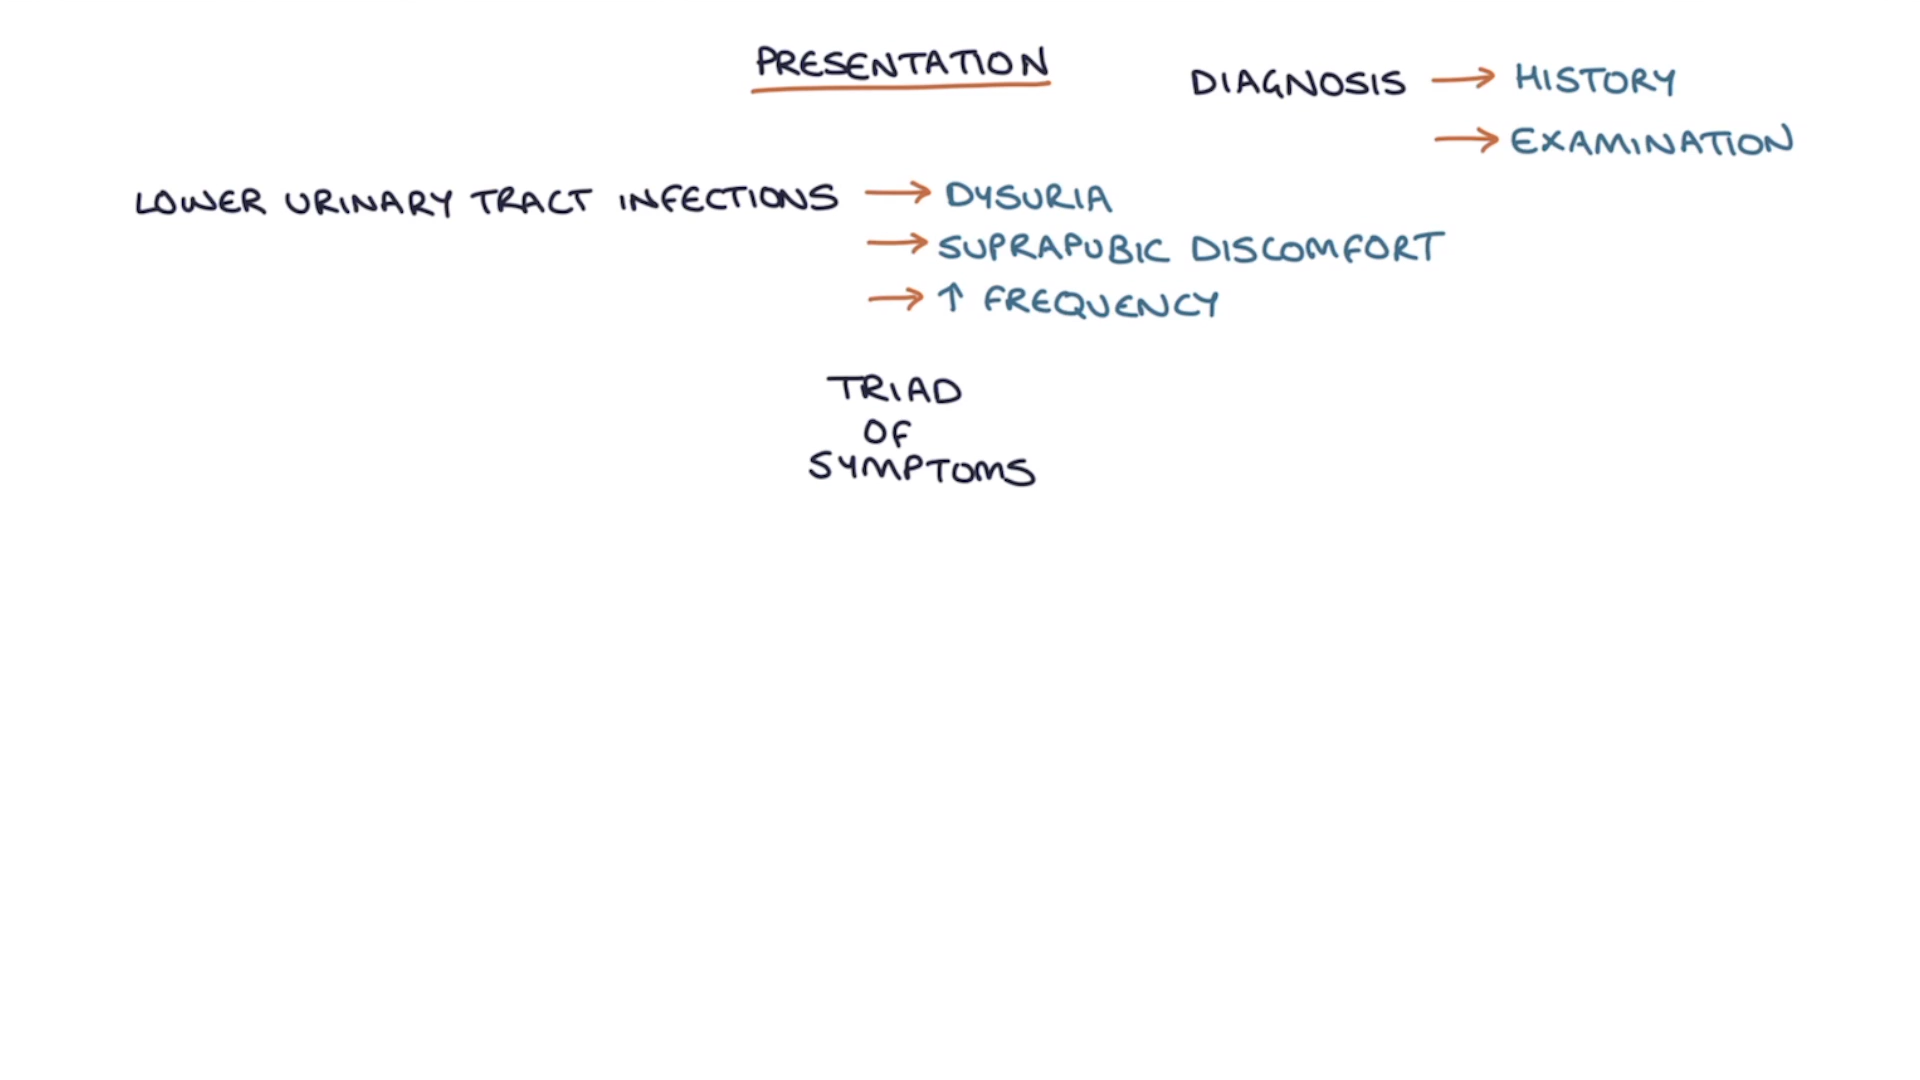 PRESENTATION
DIAGNOSIS → HISTORY
→ EXAMINATION
LOWER URINARY TRACT INFECTIONS → DYSURIA
→ SUPRAPUBIC DISCOMFORT
→ ↑ FREQUENCY
TRIAD
OF
SYMPTOMS